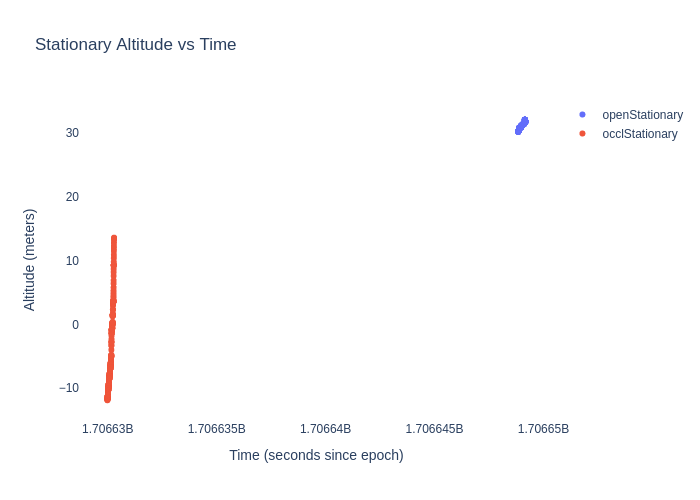 Stationary Altitude vs Time
openStationary
occlStationary
30
20
10
0
−10
Altitude (meters)
1.70663B
1.706635B
1.70664B
1.706645B
1.70665B
Time (seconds since epoch)